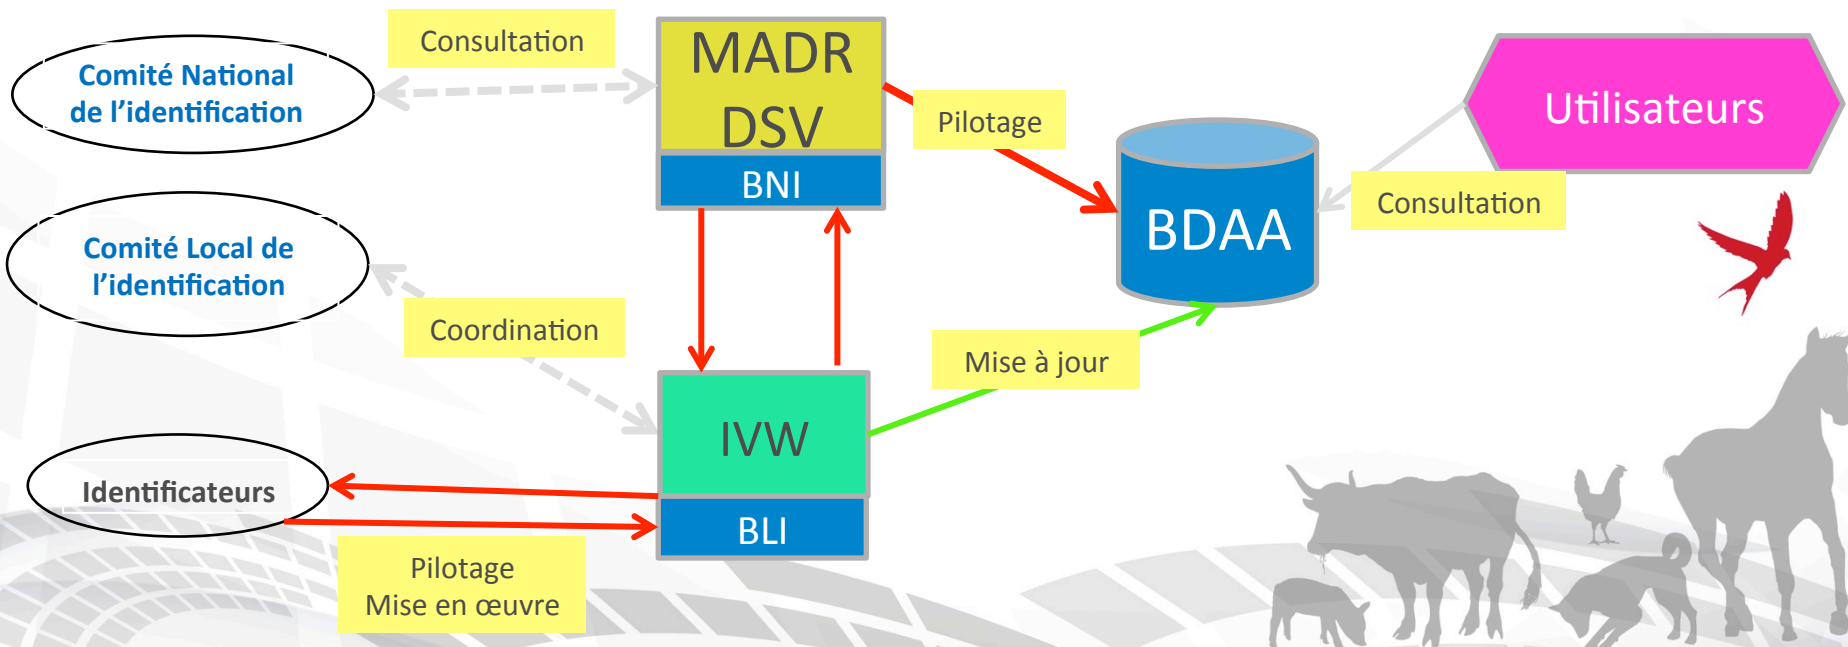 Comité National
de l’identification
Consultation
MADR
DSV
BNI
Pilotage
BDAA
Utilisateurs
Consultation
Comité Local de
l’identification
Coordination
Mise à jour
IVW
BLI
Identificateurs
Pilotage
Mise en œuvre